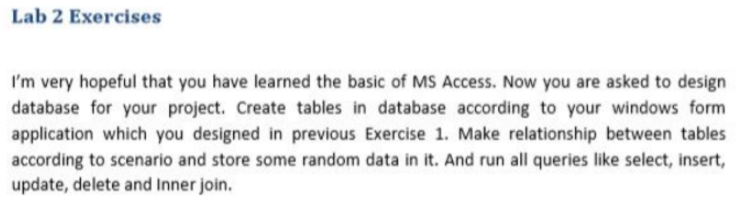 Lab 2 Exercises
I'm very hopeful that you have learned the basic of MS Access. Now you are asked to design
database for your project. Create tables in database according to your windows form
application which you designed in previous Exercise 1. Make relationship between tables
according to scenario and store some random data in it. And run all queries like select, insert,
update, delete and Inner join.